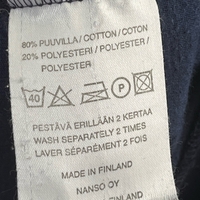 80% PUUVILLA / COTTON / COTON
20% POLYESTERI / POLYESTER /
POLYESTER
40 P
PESTÄVÄ ERILLÄÄN 2 KERTAA
WASH SEPARATELY 2 TIMES
LAVER SÉPARÉMENT 2 FOIS
MADE IN FINLAND
NANSO OY